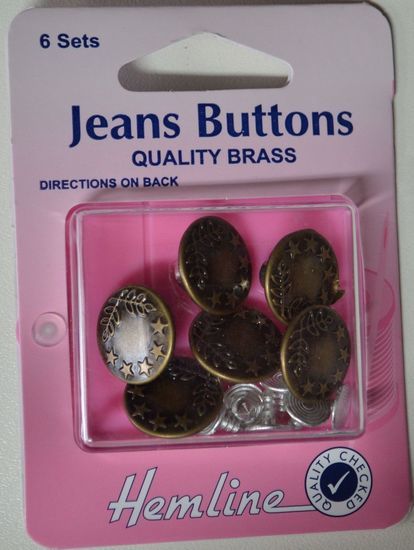 6 Sets
Jeans Buttons
QUALITY BRASS
DIRECTIONS ON BACK
Hemline
QUALITY CHECKED